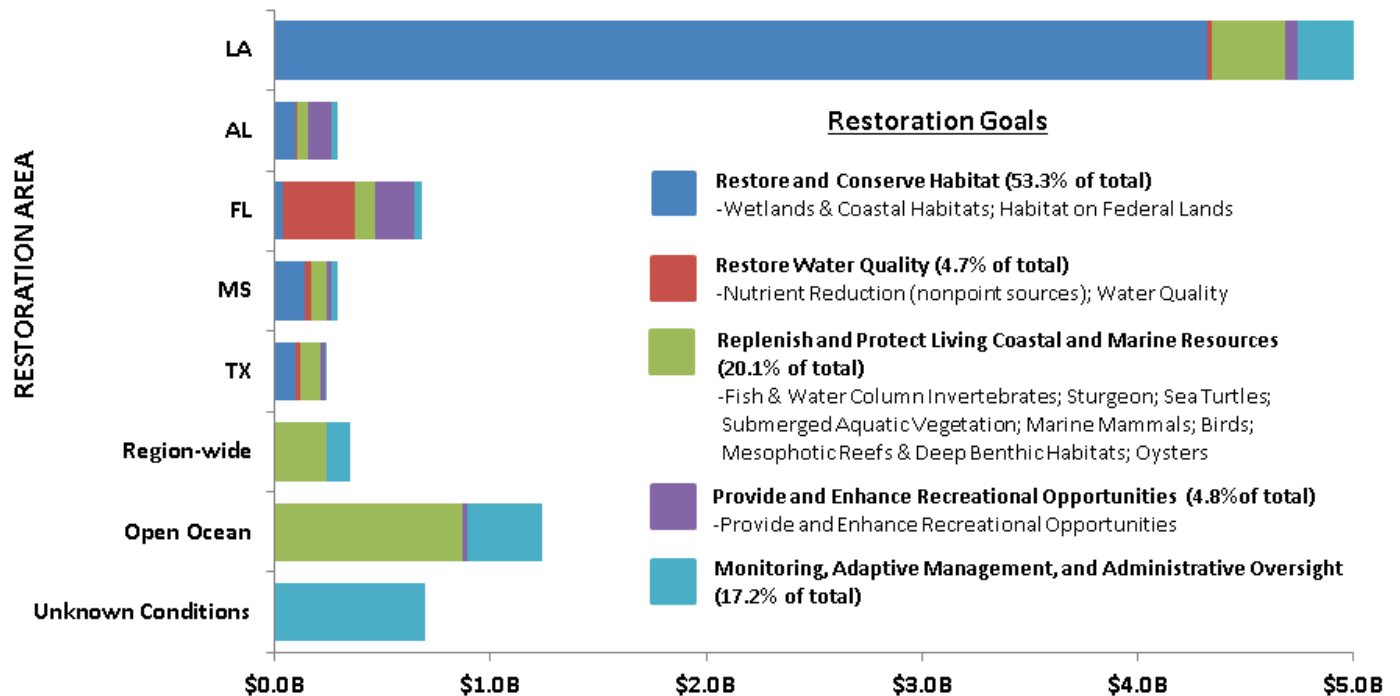 RESTORATION AREA
LA
AL
FL
MS
TX
Region-wide
Open Ocean
Unknown Conditions
Restoration Goals
Restore and Conserve Habitat (53.3% of total)
-Wetlands & Coastal Habitats; Habitat on Federal Lands
Restore Water Quality (4.7% of total)
-Nutrient Reduction (nonpoint sources); Water Quality
Replenish and Protect Living Coastal and Marine Resources
(20.1% of total)
-Fish & Water Column Invertebrates; Sturgeon; Sea Turtles;
Submerged Aquatic Vegetation; Marine Mammals; Birds;
Mesophotic Reefs & Deep Benthic Habitats; Oysters
Provide and Enhance Recreational Opportunities (4.8%of total)
-Provide and Enhance Recreational Opportunities
Monitoring, Adaptive Management, and Administrative Oversight
(17.2% of total)
$0.0B $1.0B $2.0B $3.0B $4.0B $5.0B